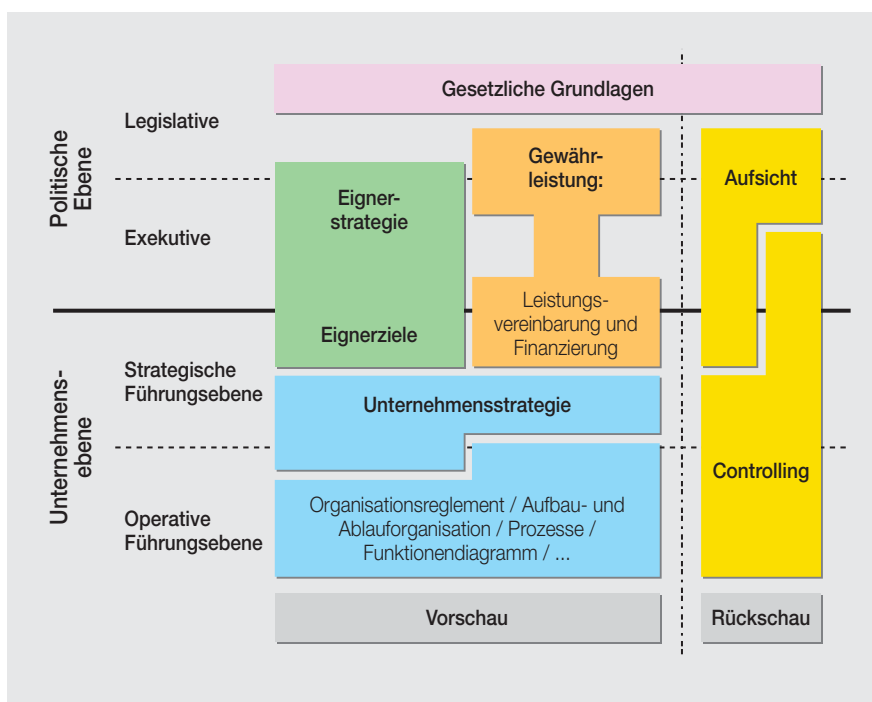 Gesetzliche Grundlagen
Politische
Ebene
Legislative
Exekutive
Eigner-
strategie
Eignerziele
Gewähr-
leistung:
Leistungs-
vereinbarung und
Finanzierung
Aufsicht
Unternehmens-
ebene
Strategische
Führungsebene
Operative
Führungsebene
Unternehmensstrategie
Organisationsreglement / Aufbau- und
Ablauforganisation / Prozesse /
Funktionendiagramm / ...
Controlling
Vorschau
Rückschau